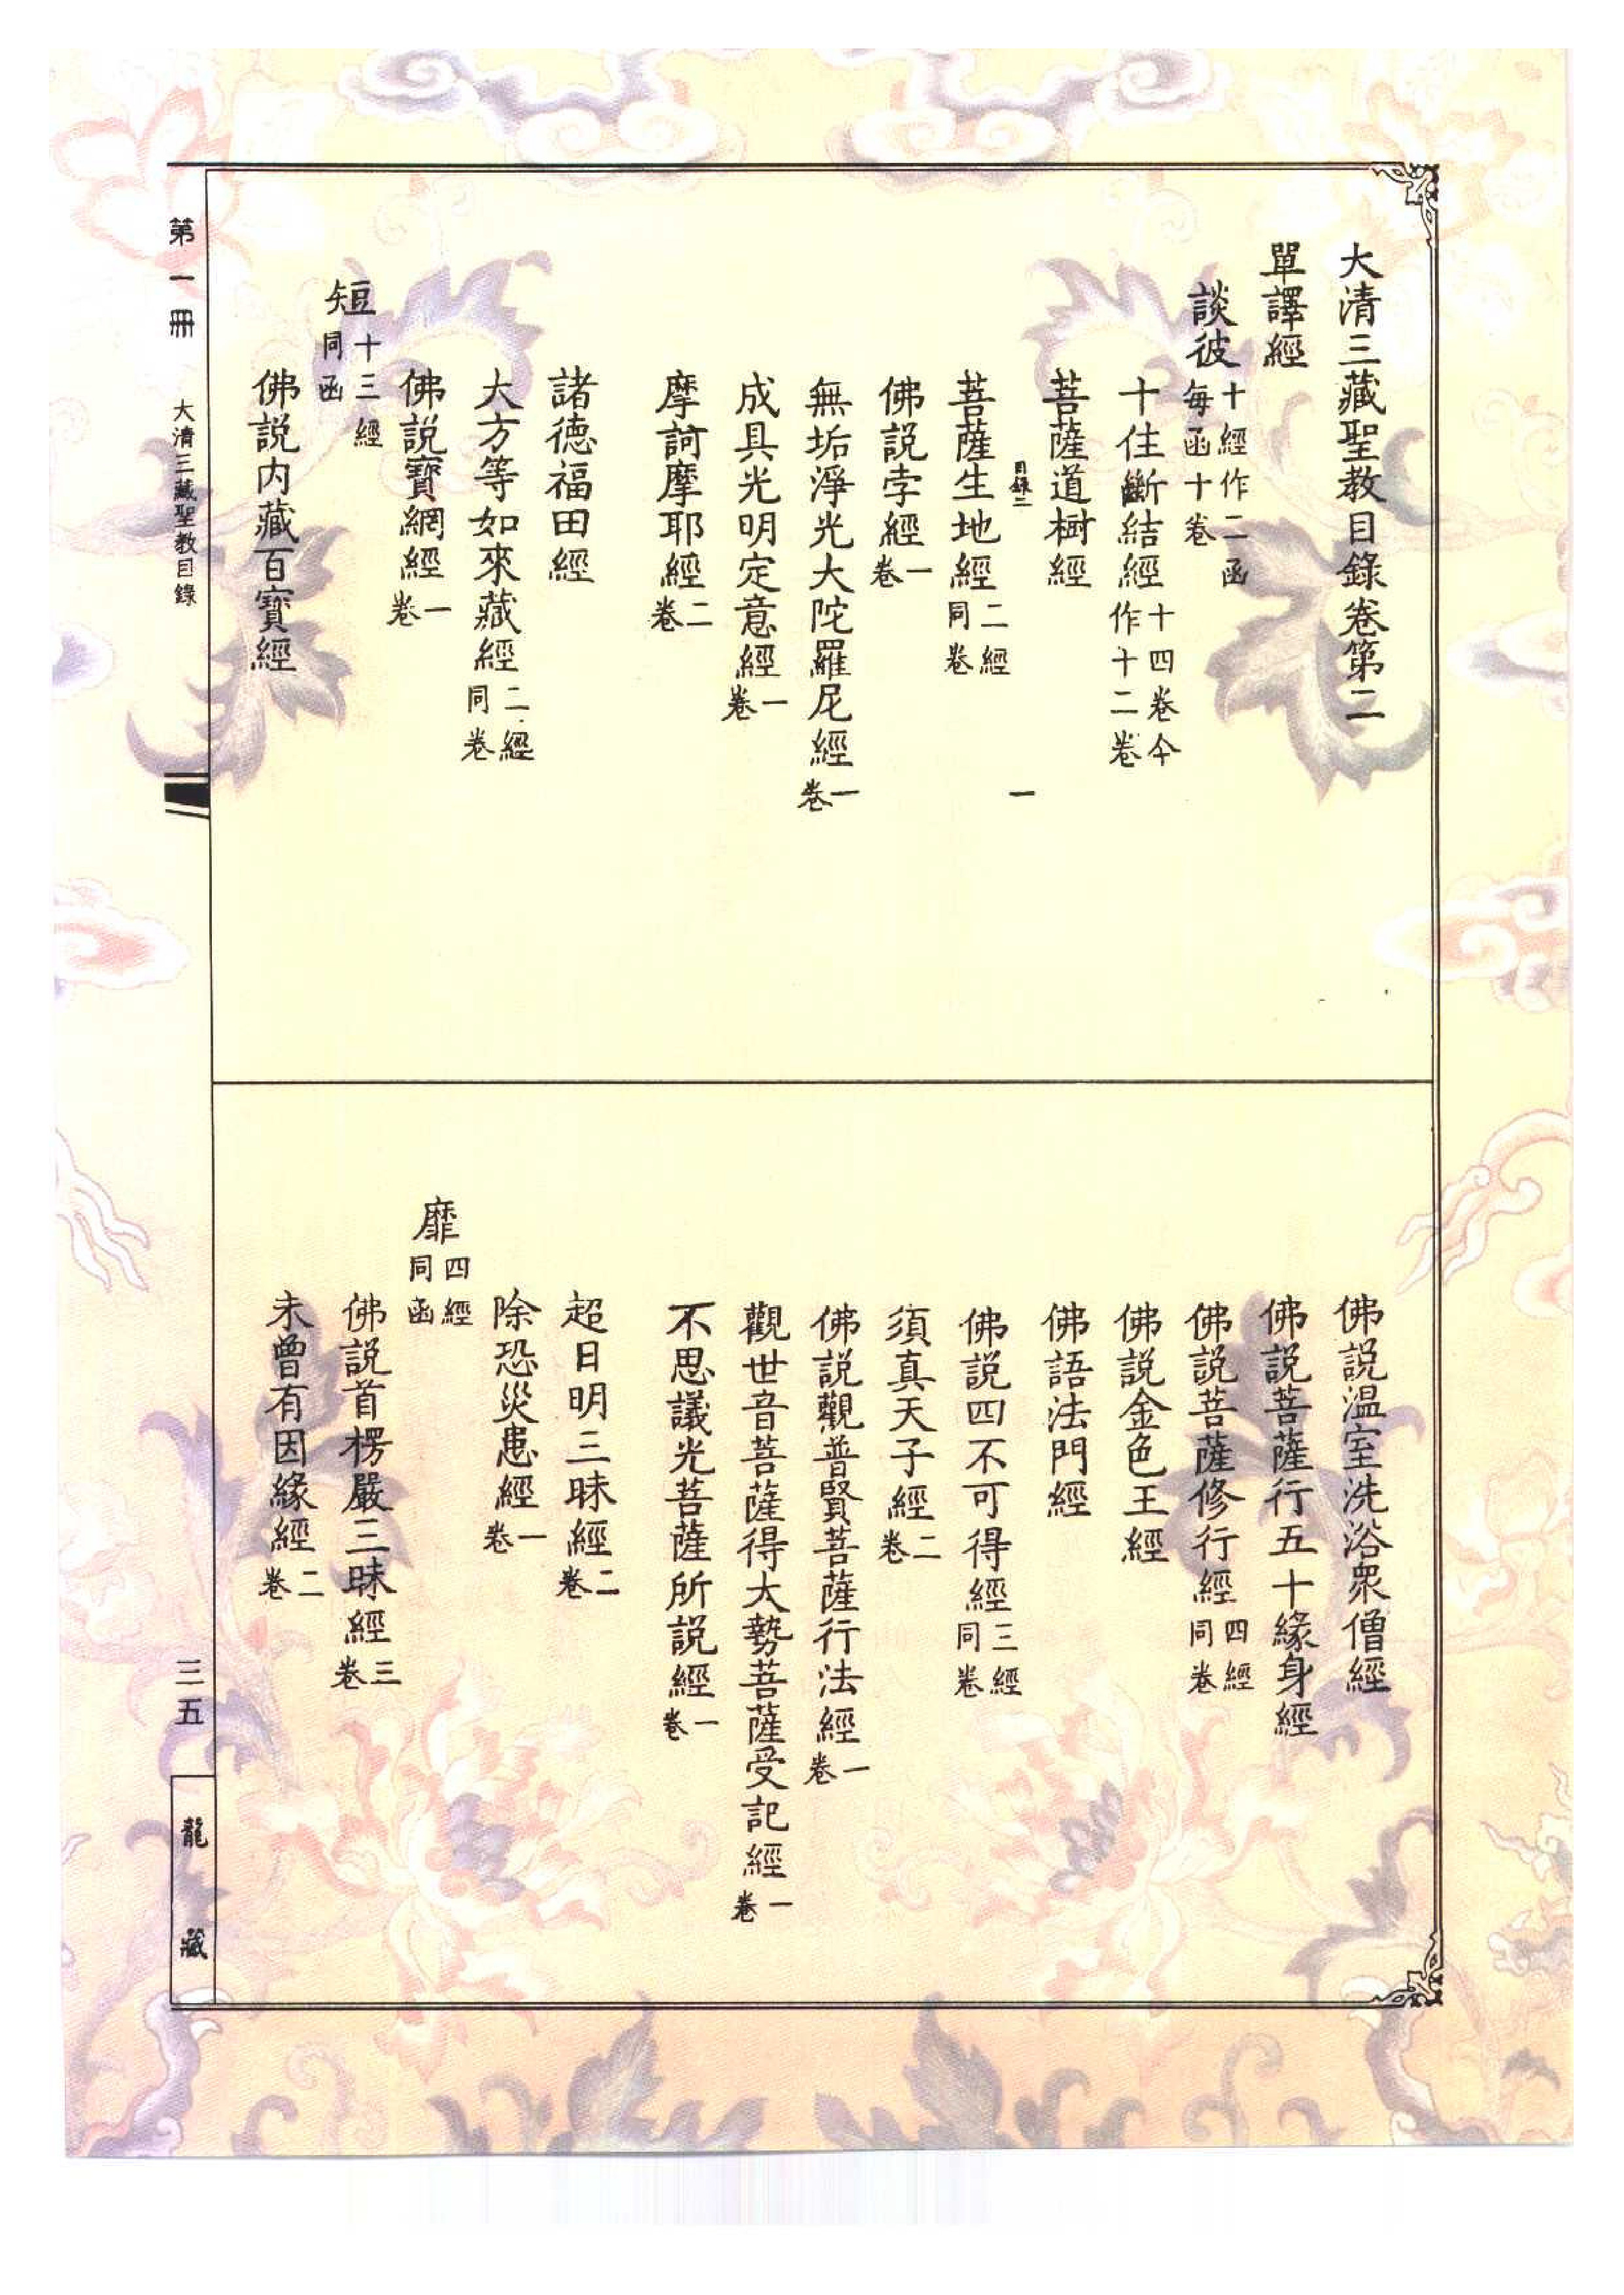 大清三藏聖教目錄卷第二
單譯經
談彼十經作二函每函十卷
十住斷結經十四卷今作十二卷
菩薩道樹經
目錄二 一
菩薩生地經二經同卷
佛說孛經一卷
無垢淨光大陀羅尼經一卷
成具光明定意經一卷
摩訶摩耶經二卷
諸德福田經
大方等如來藏經二經同卷
佛說寶網經一卷
短十三經同函
佛說內藏百寶經
佛說溫室洗浴眾僧經
佛說菩薩行五十緣身經
佛說菩薩修行經四經同卷
佛說金色王經
佛語法門經
佛說四不可得經三經同卷
須真天子經二卷
佛說觀普賢菩薩行法經一卷
觀世音菩薩得大勢菩薩受記經一卷
不思議光菩薩所說經一卷
超日明三昧經二卷
除恐災患經一卷
靡四經同函
佛說首楞嚴三昧經三卷
未曾有因緣經二卷
第一冊 大清三藏聖教目錄
三五
龍藏